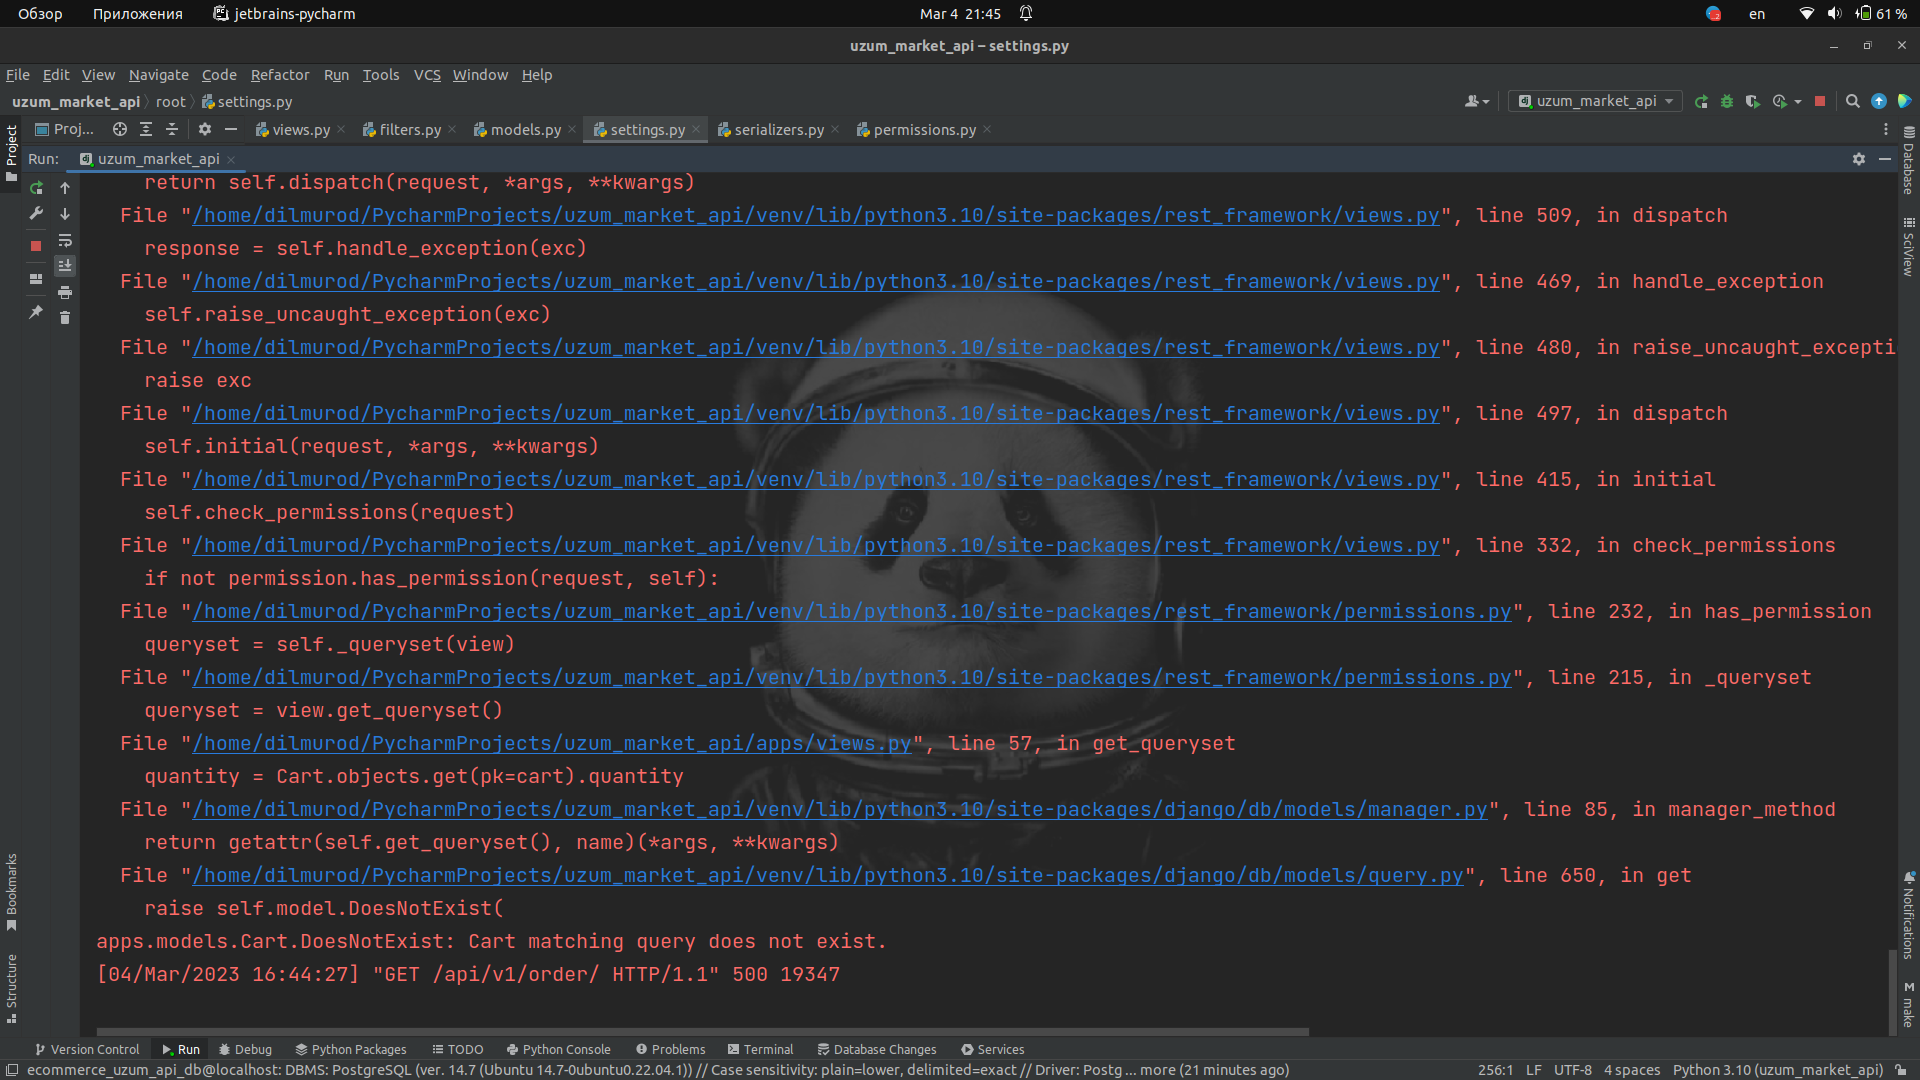 Обзор Приложения jetbrains-pycharm Mar 4 21:45 en 61 %
uzum_market_api – settings.py
File Edit View Navigate Code Refactor Run Tools VCS Window Help
uzum_market_api root settings.py uzum_market_api
Proj... views.py filters.py models.py settings.py serializers.py permissions.py
Run: uzum_market_api
return self.dispatch(request, *args, **kwargs)
File "/home/dilmurod/PycharmProjects/uzum_market_api/venv/lib/python3.10/site-packages/rest_framework/views.py", line 509, in dispatch
response = self.handle_exception(exc)
File "/home/dilmurod/PycharmProjects/uzum_market_api/venv/lib/python3.10/site-packages/rest_framework/views.py", line 469, in handle_exception
self.raise_uncaught_exception(exc)
File "/home/dilmurod/PycharmProjects/uzum_market_api/venv/lib/python3.10/site-packages/rest_framework/views.py", line 480, in raise_uncaught_excepti
raise exc
File "/home/dilmurod/PycharmProjects/uzum_market_api/venv/lib/python3.10/site-packages/rest_framework/views.py", line 497, in dispatch
self.initial(request, *args, **kwargs)
File "/home/dilmurod/PycharmProjects/uzum_market_api/venv/lib/python3.10/site-packages/rest_framework/views.py", line 415, in initial
self.check_permissions(request)
File "/home/dilmurod/PycharmProjects/uzum_market_api/venv/lib/python3.10/site-packages/rest_framework/views.py", line 332, in check_permissions
if not permission.has_permission(request, self):
File "/home/dilmurod/PycharmProjects/uzum_market_api/venv/lib/python3.10/site-packages/rest_framework/permissions.py", line 232, in has_permission
queryset = self._queryset(view)
File "/home/dilmurod/PycharmProjects/uzum_market_api/venv/lib/python3.10/site-packages/rest_framework/permissions.py", line 215, in _queryset
queryset = view.get_queryset()
File "/home/dilmurod/PycharmProjects/uzum_market_api/apps/views.py", line 57, in get_queryset
quantity = Cart.objects.get(pk=cart).quantity
File "/home/dilmurod/PycharmProjects/uzum_market_api/venv/lib/python3.10/site-packages/django/db/models/manager.py", line 85, in manager_method
return getattr(self.get_queryset(), name)(*args, **kwargs)
File "/home/dilmurod/PycharmProjects/uzum_market_api/venv/lib/python3.10/site-packages/django/db/models/query.py", line 650, in get
raise self.model.DoesNotExist(
apps.models.Cart.DoesNotExist: Cart matching query does not exist.
[04/Mar/2023 16:44:27] "GET /api/v1/order/ HTTP/1.1" 500 19347
Project
Bookmarks
Structure
Database
SciView
Notifications
make
Version Control Run Debug Python Packages TODO Python Console Problems Terminal Database Changes Services
ecommerce_uzum_api_db@localhost: DBMS: PostgreSQL (ver. 14.7 (Ubuntu 14.7-0ubuntu0.22.04.1)) // Case sensitivity: plain=lower, delimited=exact // Driver: Postg ... more (21 minutes ago) 256:1 LF UTF-8 4 spaces Python 3.10 (uzum_market_api)